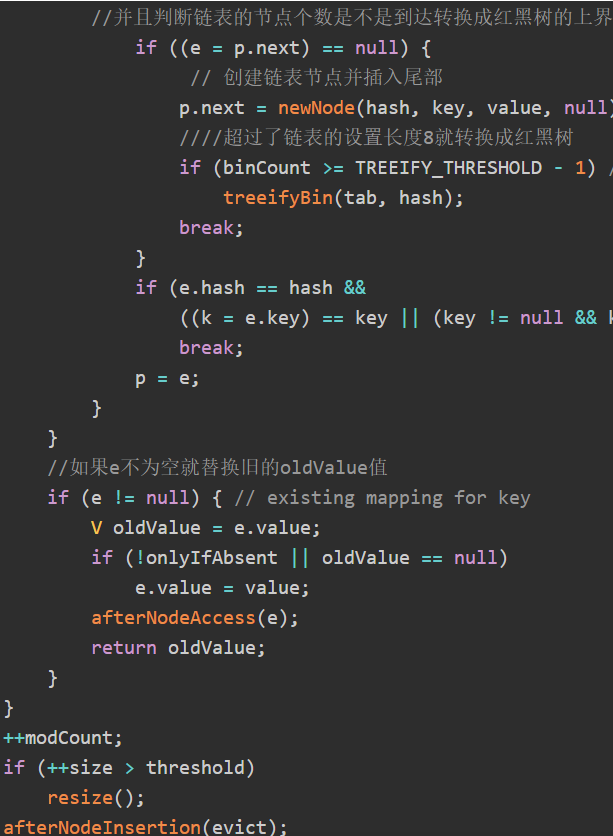 //并且判断链表的节点个数是不是到达转换成红黑树的上界
if ((e = p.next) == null) {
// 创建链表节点并插入尾部
p.next = newNode(hash, key, value, null)
////超过了链表的设置长度8就转换成红黑树
if (binCount >= TREEIFY_THRESHOLD - 1) /
treeifyBin(tab, hash);
break;
}
if (e.hash == hash &&
((k = e.key) == key || (key != null && k
break;
p = e;
}
}
//如果e不为空就替换旧的oldValue值
if (e != null) { // existing mapping for key
V oldValue = e.value;
if (!onlyIfAbsent || oldValue == null)
e.value = value;
afterNodeAccess(e);
return oldValue;
}
}
++modCount;
if (++size > threshold)
resize();
afterNodeInsertion(evict);